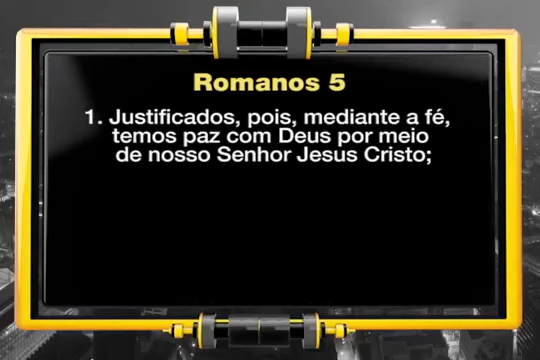 Romanos 5
1. Justificados, pois, mediante a fé,
temos paz com Deus por meio
de nosso Senhor Jesus Cristo;